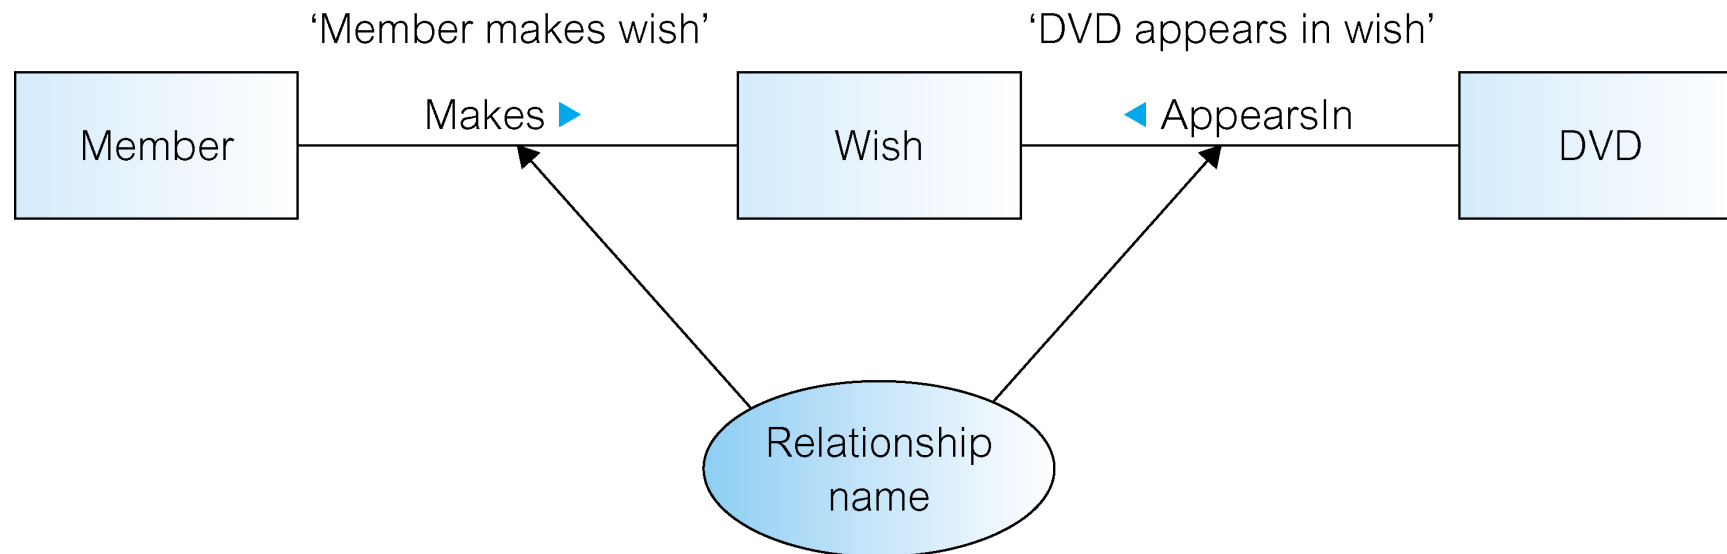 ‘Member makes wish’
‘DVD appears in wish’
Makes
AppearsIn
Member
Wish
DVD
Relationship
name